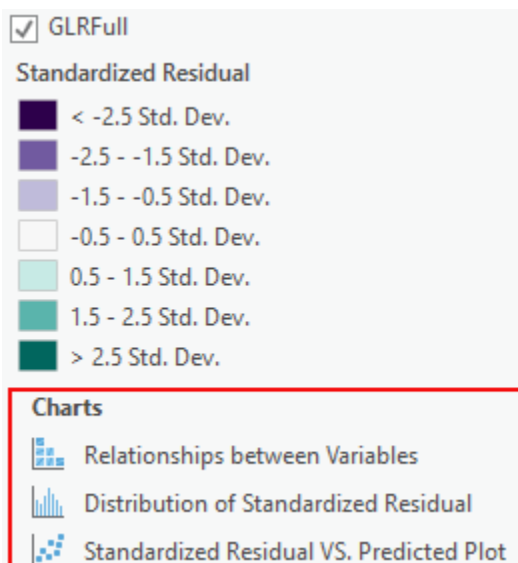 GLRFull
Standardized Residual
< -2.5 Std. Dev.
-2.5 - -1.5 Std. Dev.
-1.5 - -0.5 Std. Dev.
-0.5 - 0.5 Std. Dev.
0.5 - 1.5 Std. Dev.
1.5 - 2.5 Std. Dev.
> 2.5 Std. Dev.
Charts
Relationships between Variables
Distribution of Standardized Residual
Standardized Residual VS. Predicted Plot